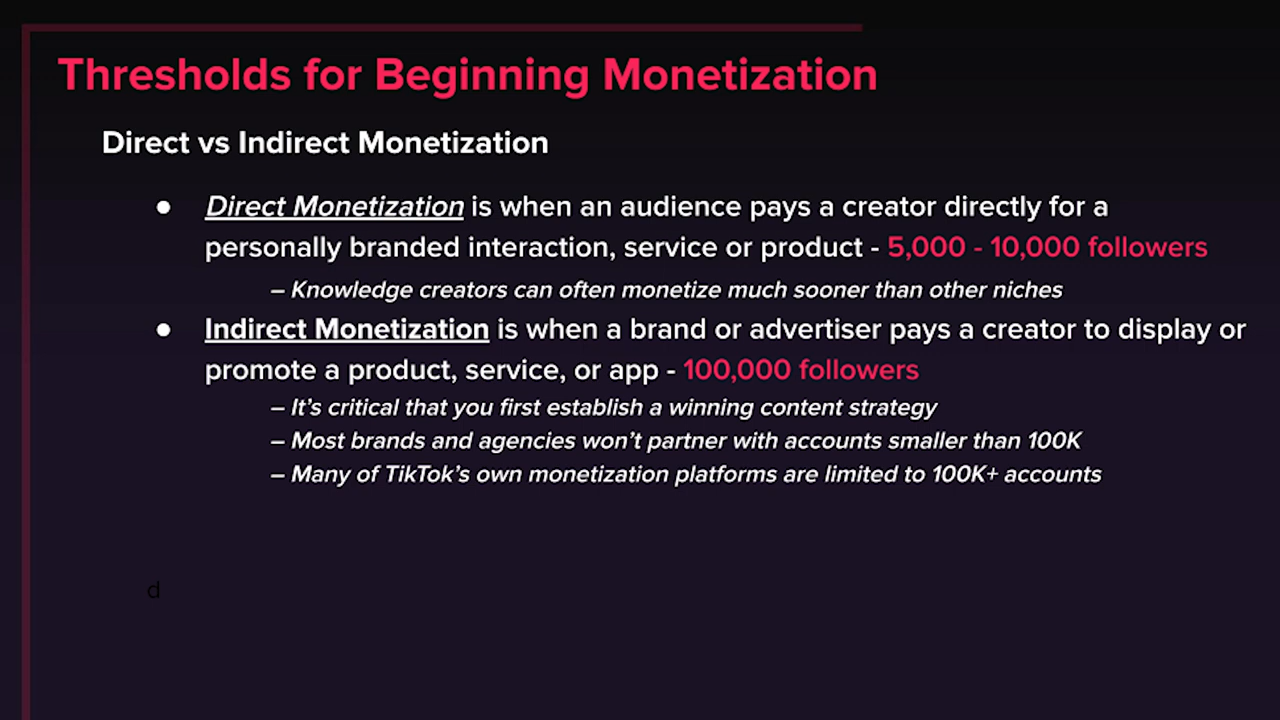 Thresholds for Beginning Monetization
Direct vs Indirect Monetization
● Direct Monetization is when an audience pays a creator directly for a
personally branded interaction, service or product - 5,000 - 10,000 followers
– Knowledge creators can often monetize much sooner than other niches
● Indirect Monetization is when a brand or advertiser pays a creator to display or
promote a product, service, or app - 100,000 followers
– It’s critical that you first establish a winning content strategy
– Most brands and agencies won’t partner with accounts smaller than 100K
– Many of TikTok’s own monetization platforms are limited to 100K+ accounts
d